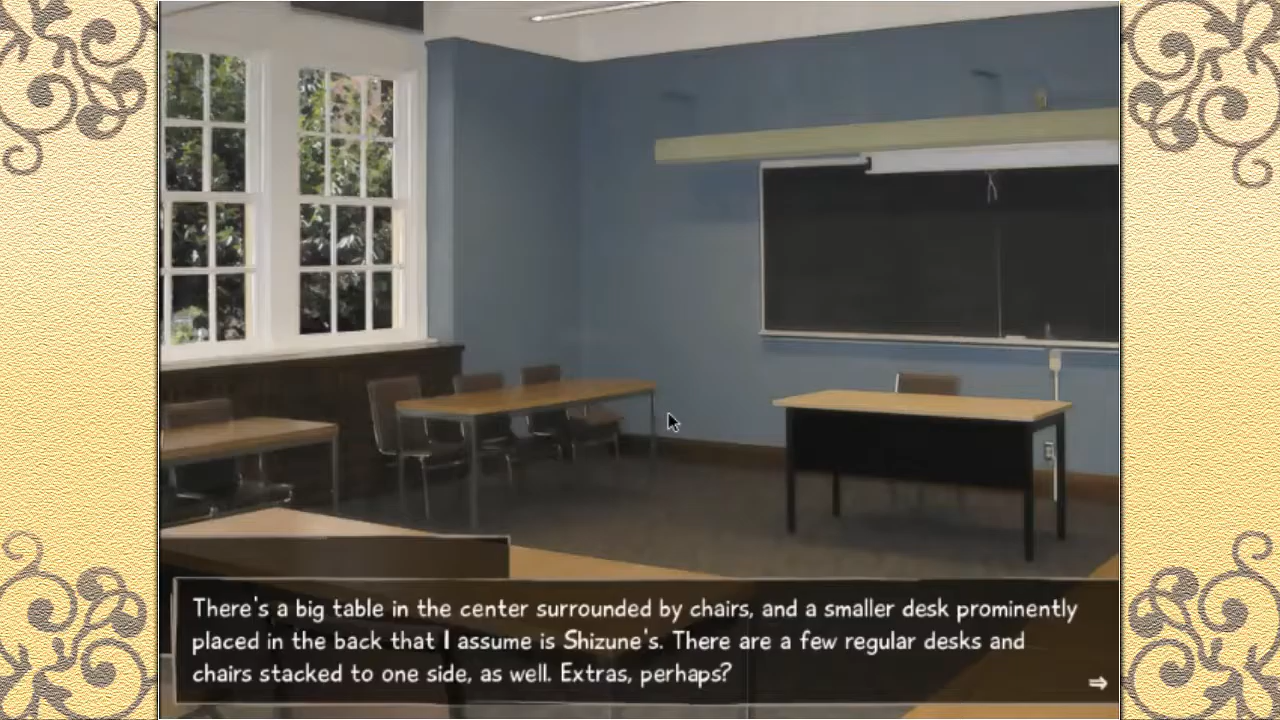 There's a big table in the center surrounded by chairs, and a smaller desk prominently
placed in the back that I assume is Shizune's. There are a few regular desks and
chairs stacked to one side, as well. Extras, perhaps?